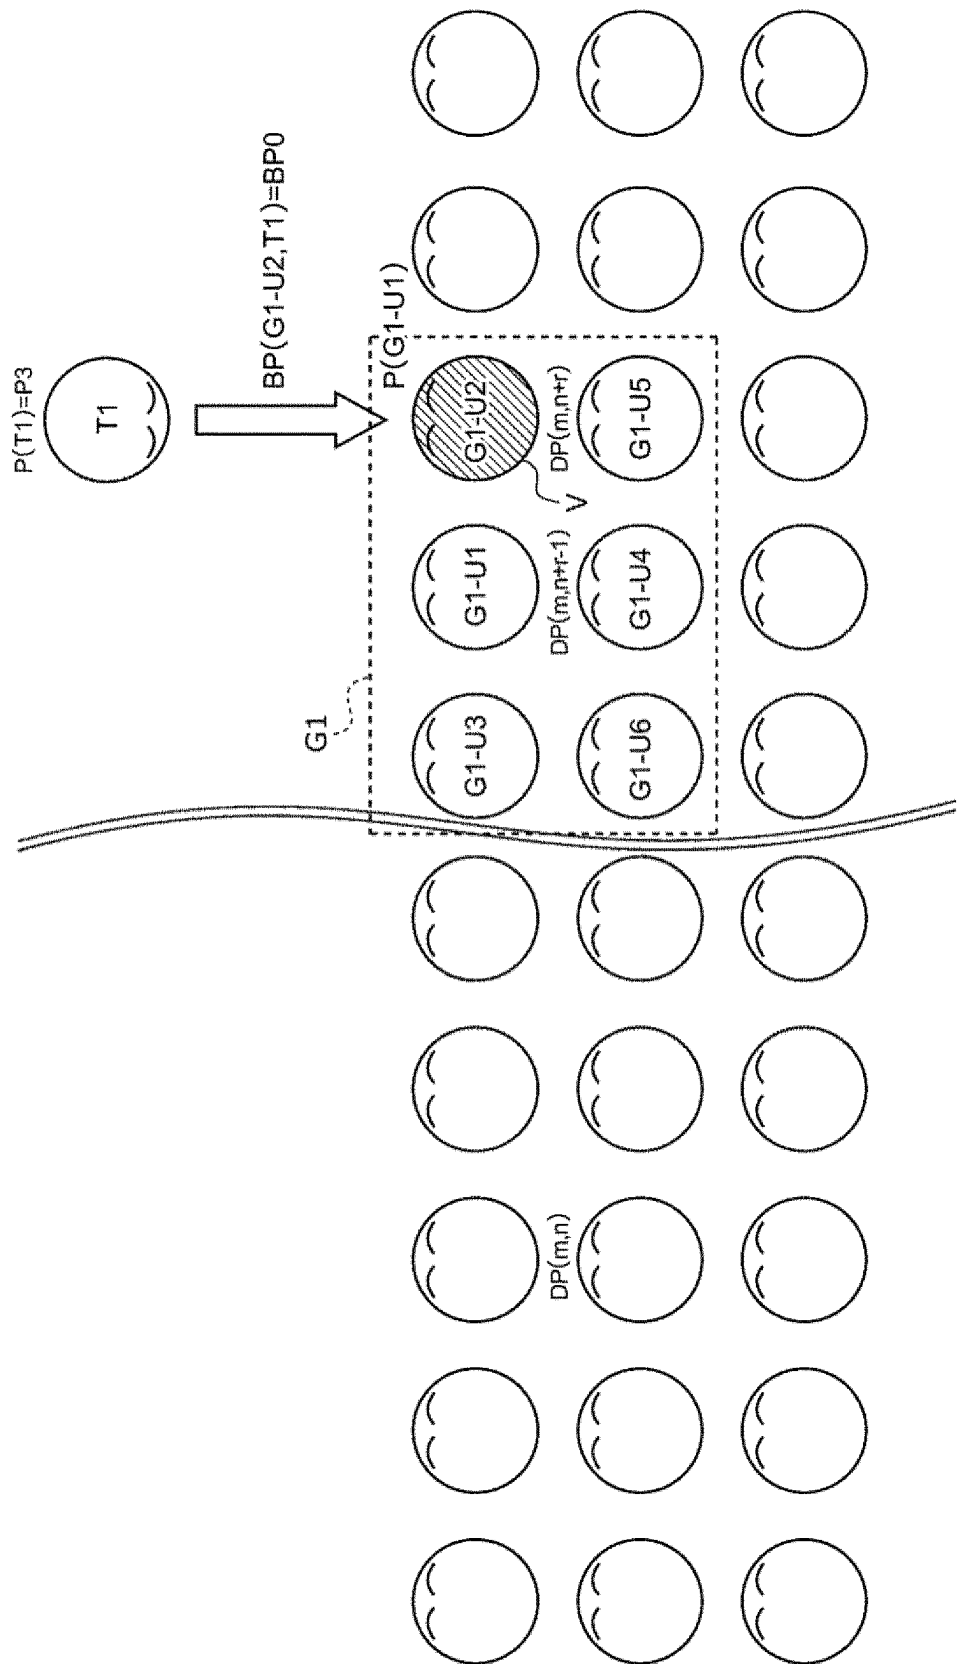 P(T1)=P3
T1
BP(G1-U2,T1)=BP0
P(G1-U1)
G1
G1-U3
G1-U1
G1-U2
V
DP(m,n)
DP(m,n+r-1)
DP(m,n+r)
G1-U6
G1-U4
G1-U5